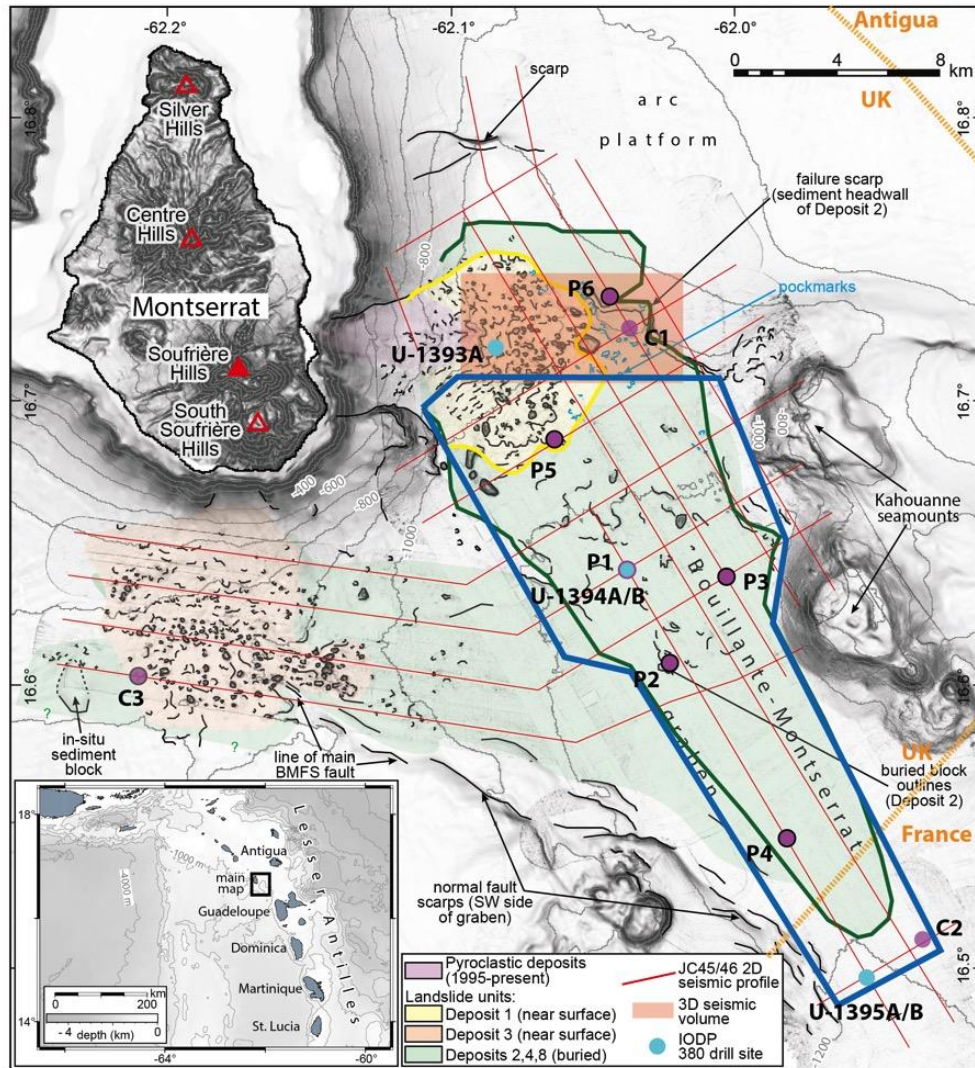 -62.2
-62.1
-62.0
Antigua
UK
0 4 8
km
16.8°
16.8°
Silver
Hills
Centre
Hills
Montserrat
Soufrière
Hills
South
Soufrière
Hills
scarp
arc
platform
failure scarp
(sediment headwall
of Deposit 2)
-800
P6
C1
pockmarks
U-1393A
16.7°
16.7°
-1000
-800
P5
-400
-600
-800
-1000
Kahouanne
seamounts
P1
U-1394A/B
P3
Bouillante-Montserrat
graben
P2
C3
16.6°
16.6°
?
?
in-situ
sediment
block
line of main
BMFS fault
UK
buried block
outlines
(Deposit 2)
France
P4
normal fault
scarps (SW side
of graben)
C2
16.5°
U-1395A/B
-1200
18°
14°
-64°
-60°
-1000 m
-4000 m
Antigua
main
map
Guadeloupe
Dominica
Martinique
St. Lucia
Lesser Antilles
km
0 200
-4 0
depth (km)
Pyroclastic deposits
(1995-present)
Landslide units:
Deposit 1 (near surface)
Deposit 3 (near surface)
Deposits 2,4,8 (buried)
JC45/46 2D
seismic profile
3D seismic
volume
IODP
380 drill site